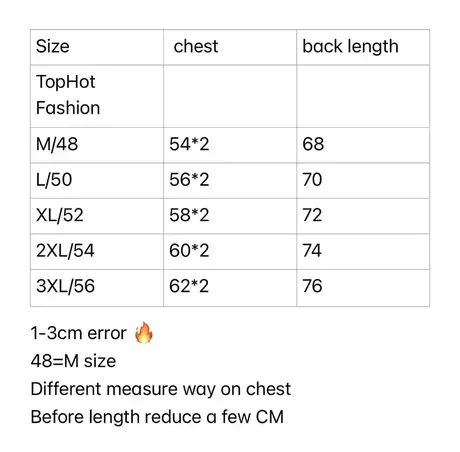 Size chest back length
TopHot
Fashion
M/48 54*2 68
L/50 56*2 70
XL/52 58*2 72
2XL/54 60*2 74
3XL/56 62*2 76
1-3cm error 🔥
48=M size
Different measure way on chest
Before length reduce a few CM